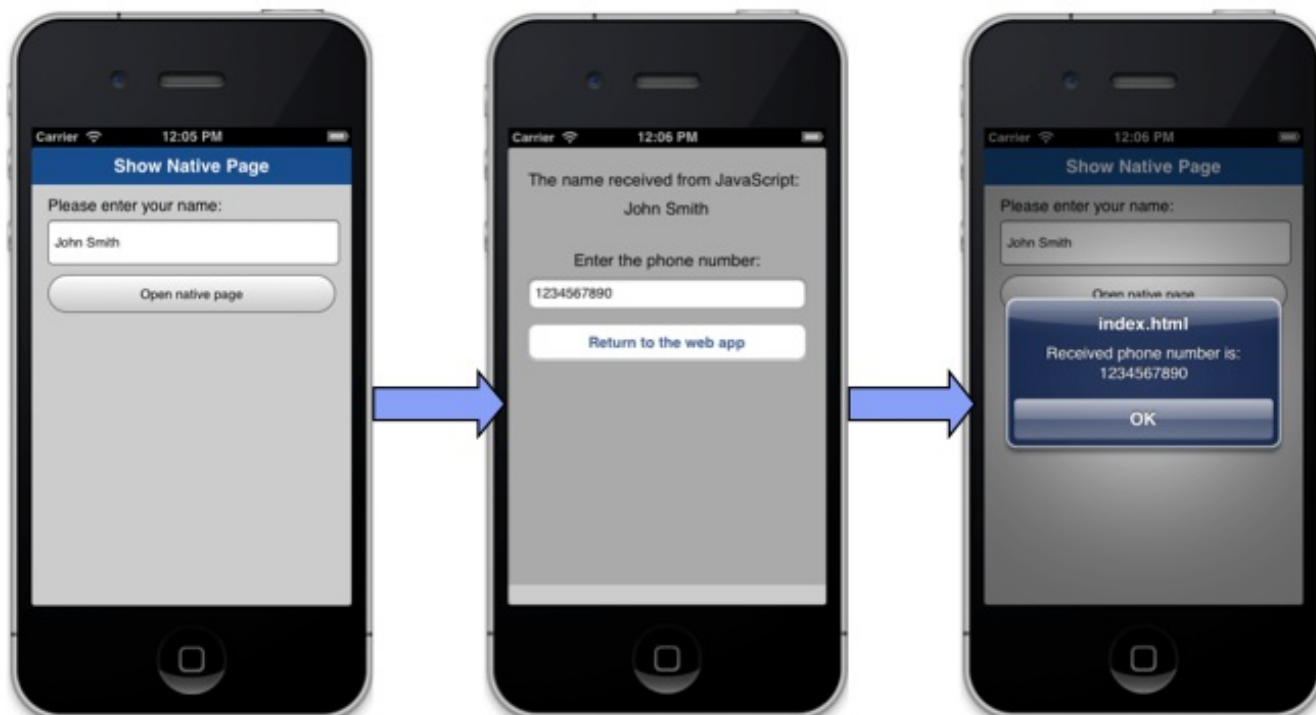 Carrier 12:05 PM
Show Native Page
Please enter your name:
John Smith
Open native page
Carrier 12:06 PM
The name received from JavaScript:
John Smith
Enter the phone number:
1234567890
Return to the web app
Carrier 12:06 PM
Show Native Page
Please enter your name:
John Smith
Open native page
index.html
Received phone number is:
1234567890
OK